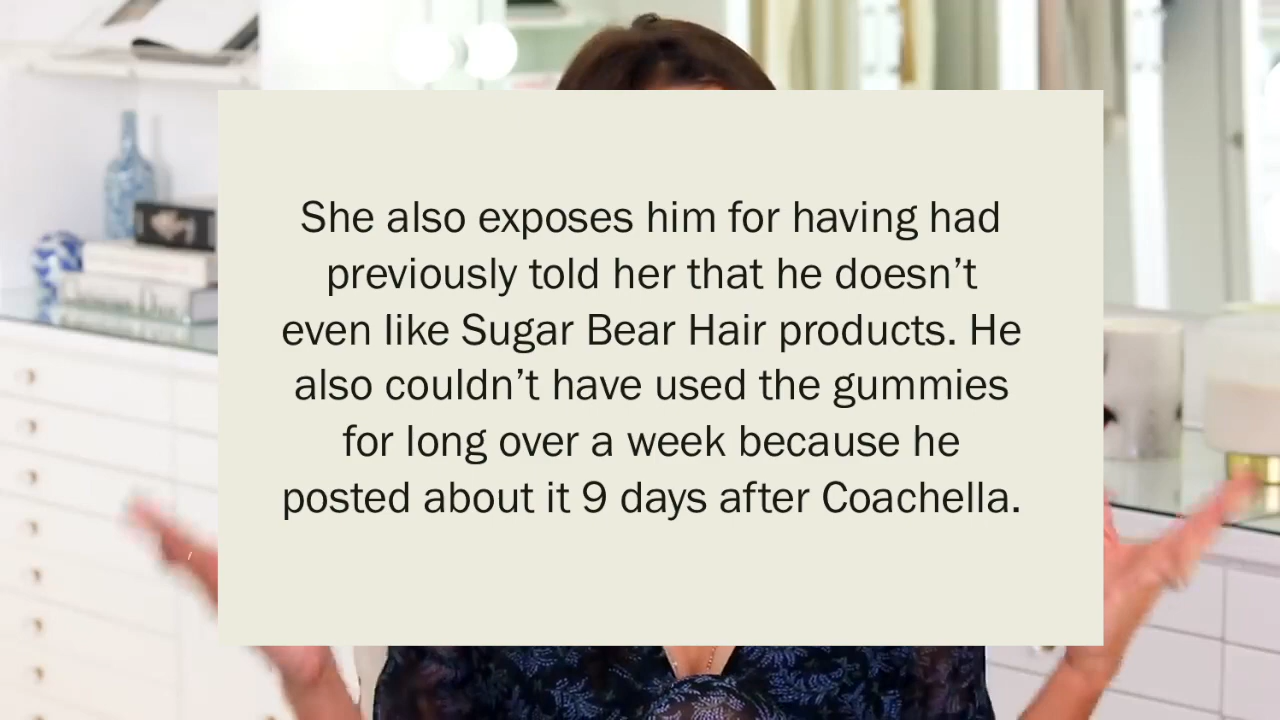 She also exposes him for having had
previously told her that he doesn’t
even like Sugar Bear Hair products. He
also couldn’t have used the gummies
for long over a week because he
posted about it 9 days after Coachella.